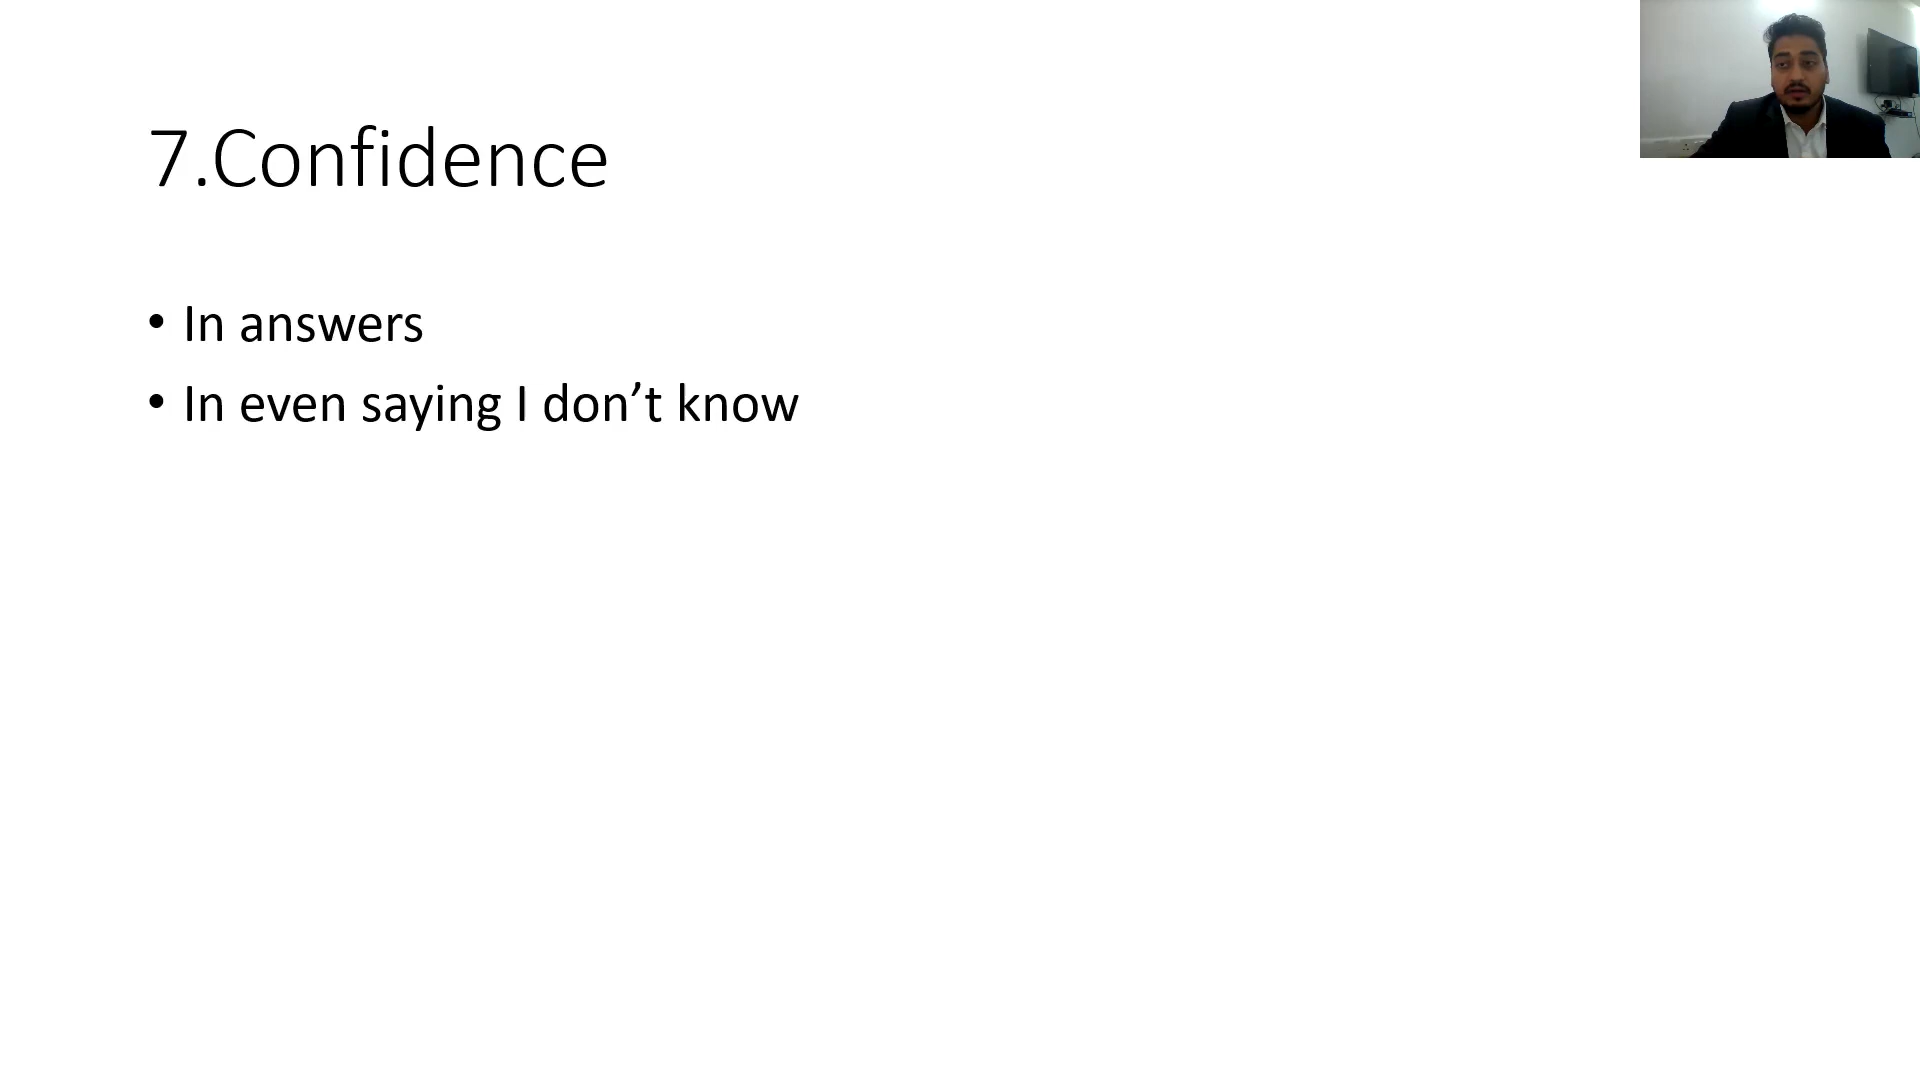 7.Confidence
• In answers
• In even saying I don’t know